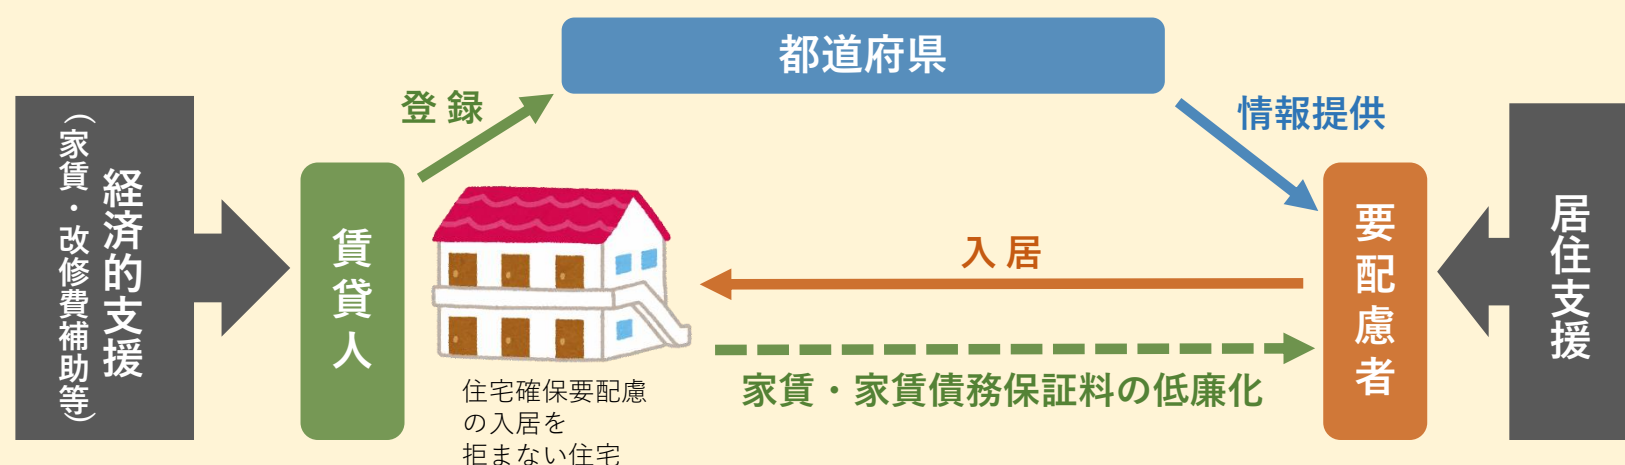 都道府県
登録
情報提供
経済的支援
（家賃・改修費補助等）
賃貸人
入居
要配慮者
居住支援
家賃・家賃債務保証料の低廉化
住宅確保要配慮
の入居を
拒まない住宅